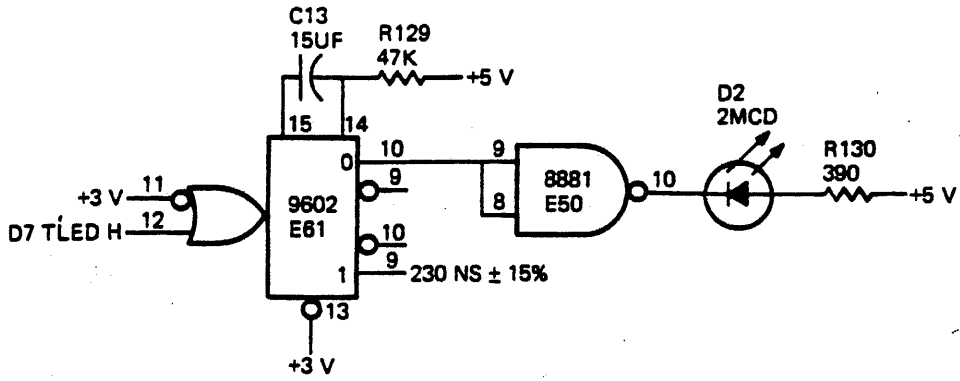 C13
15UF
R129
47K
+5 V
15
14
D2
2MCD
0
10
9
9
8
8881
E50
10
R130
390
+5 V
+3 V
11
D7 TLED H
12
9602
E61
10
9
1
230 NS ± 15%
13
+3 V